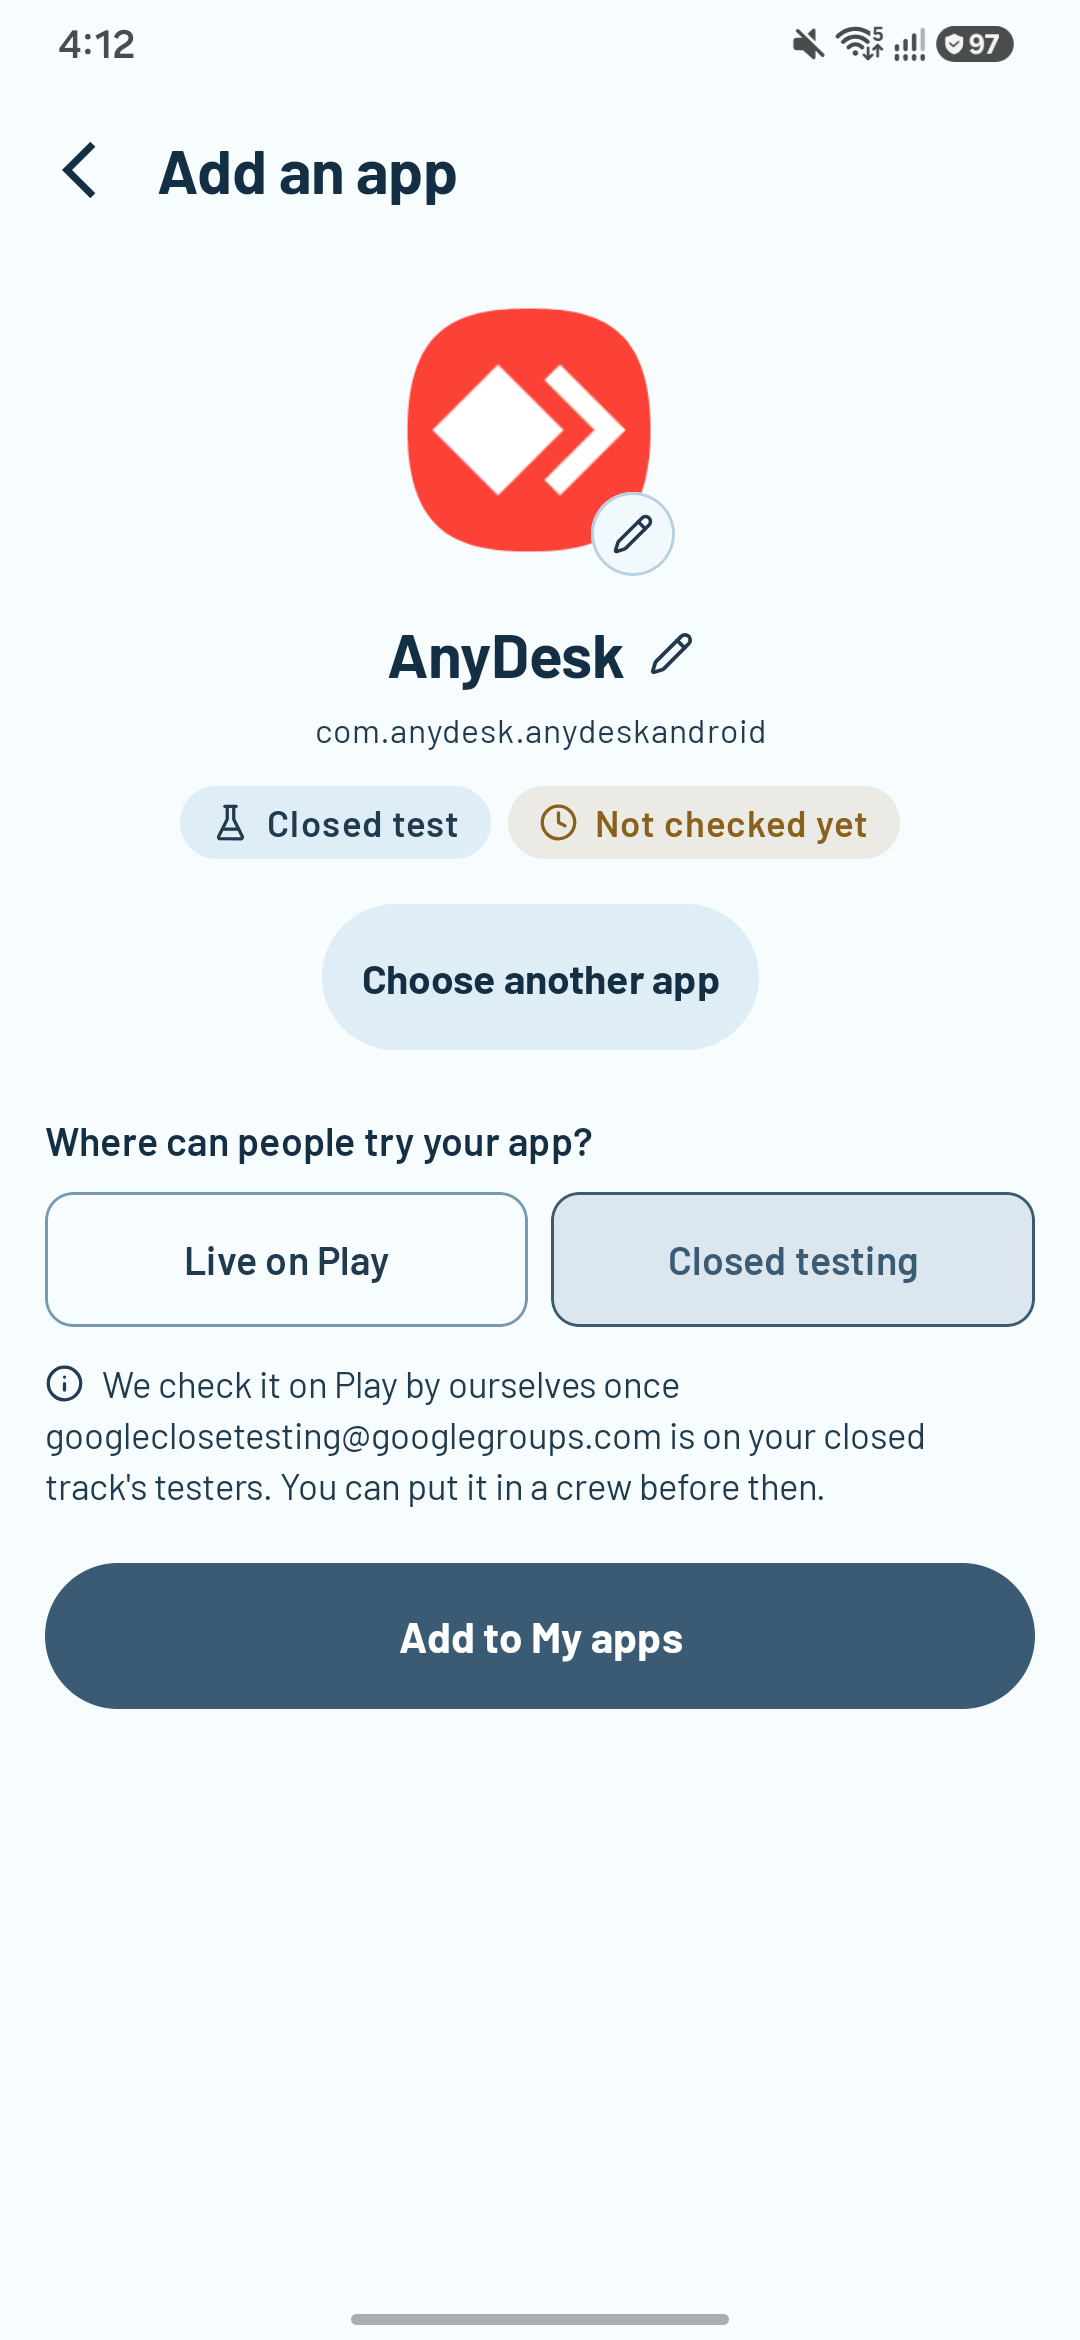 4:12
5
97
Add an app
AnyDesk
com.anydesk.anydeskandroid
Closed test
Not checked yet
Choose another app
Where can people try your app?
Live on Play
Closed testing
We check it on Play by ourselves once
googleclosetesting@googlegroups.com is on your closed
track's testers. You can put it in a crew before then.
Add to My apps